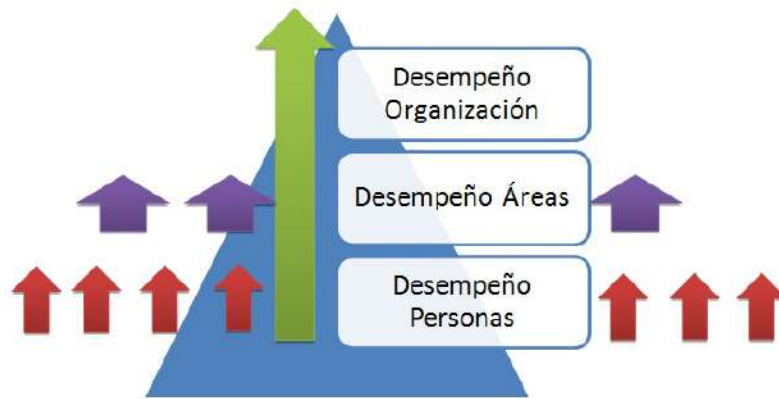 Desempeño
Organización
Desempeño Áreas
Desempeño
Personas